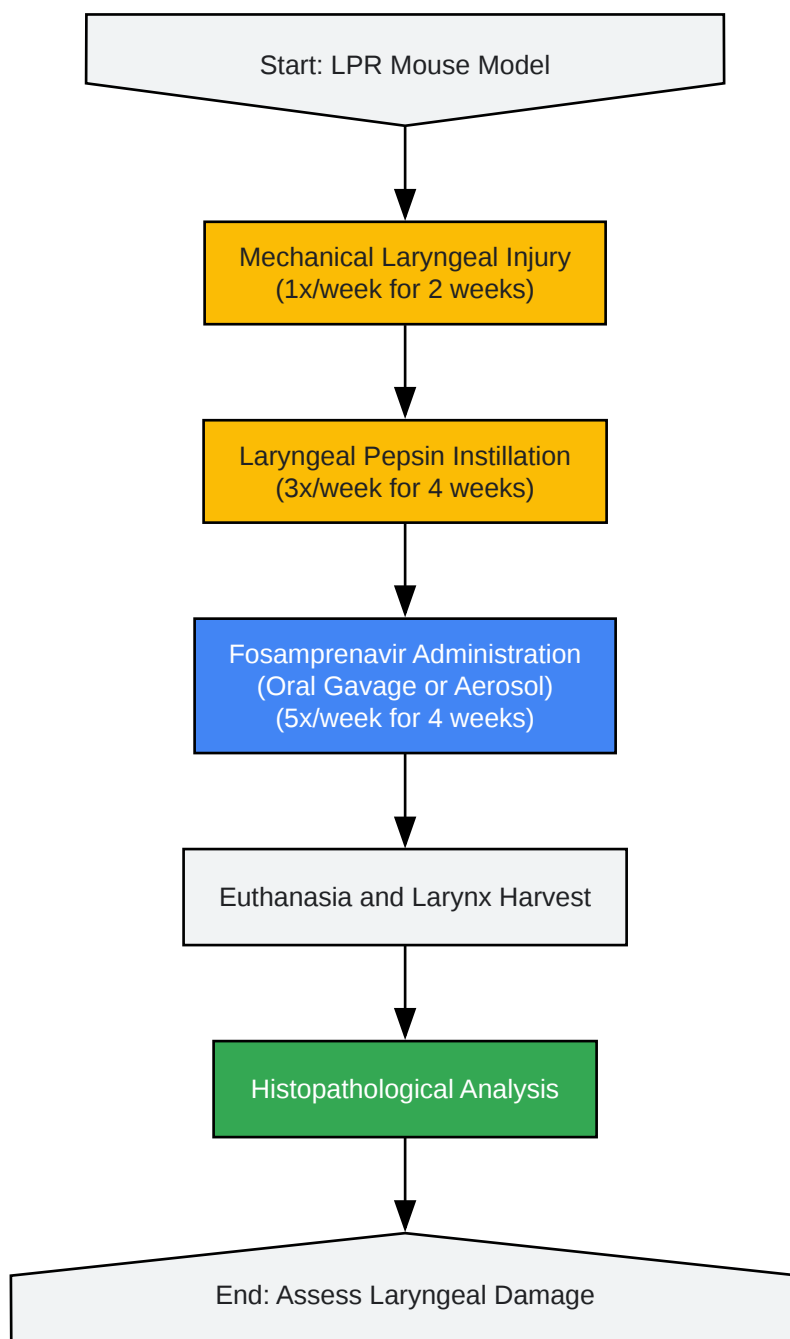 Start: LPR Mouse Model
Mechanical Laryngeal Injury
(1x/week for 2 weeks)
Laryngeal Pepsin Instillation
(3x/week for 4 weeks)
Fosamprenavir Administration
(Oral Gavage or Aerosol)
(5x/week for 4 weeks)
Euthanasia and Larynx Harvest
Histopathological Analysis
End: Assess Laryngeal Damage